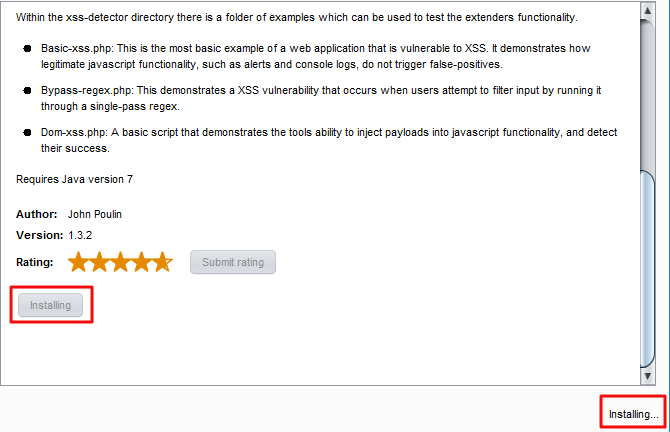 Within the xss-detector directory there is a folder of examples which can be used to test the extenders functionality.
Basic-xss.php: This is the most basic example of a web application that is vulnerable to XSS. It demonstrates how
legitimate javascript functionality, such as alerts and console logs, do not trigger false-positives.
Bypass-regex.php: This demonstrates a XSS vulnerability that occurs when users attempt to filter input by running it
through a single-pass regex.
Dom-xss.php: A basic script that demonstrates the tools ability to inject payloads into javascript functionality, and detect
their success.
Requires Java version 7
Author: John Poulin
Version: 1.3.2
Rating: Submit rating
Installing
Installing...